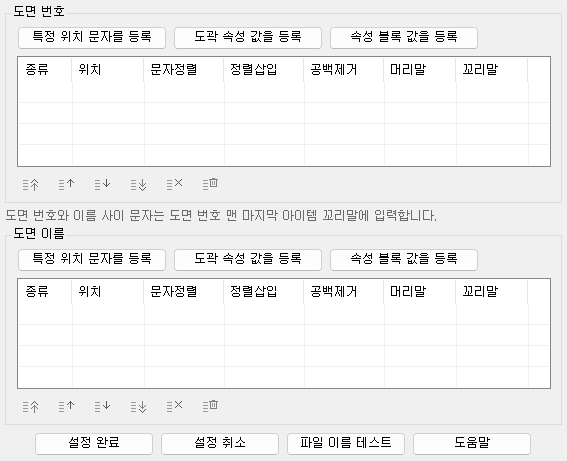 도면 번호
특정 위치 문자를 등록 도곽 속성 값을 등록 속성 블록 값을 등록
종류 위치 문자정렬 정렬삽입 공백제거 머리말 꼬리말
도면 번호와 이름 사이 문자는 도면 번호 맨 마지막 아이템 꼬리말에 입력합니다.
도면 이름
특정 위치 문자를 등록 도곽 속성 값을 등록 속성 블록 값을 등록
종류 위치 문자정렬 정렬삽입 공백제거 머리말 꼬리말
설정 완료 설정 취소 파일 이름 테스트 도움말